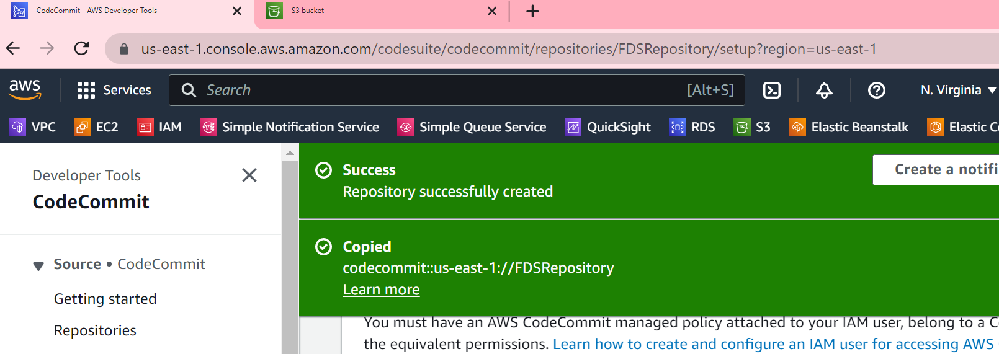 CodeCommit - AWS Developer Tools
S3 bucket
us-east-1.console.aws.amazon.com/codesuite/codecommit/repositories/FDSRepository/setup?region=us-east-1
aws
Services
Search
[Alt+S]
N. Virginia
VPC
EC2
IAM
Simple Notification Service
Simple Queue Service
QuickSight
RDS
S3
Elastic Beanstalk
Elastic C
Developer Tools
CodeCommit
Source • CodeCommit
Getting started
Repositories
Success
Repository successfully created
Create a notifi
Copied
codecommit::us-east-1://FDSRepository
Learn more
You must have an AWS CodeCommit managed policy attached to your IAM user, belong to a C
the equivalent permissions. Learn how to create and configure an IAM user for accessing AWS